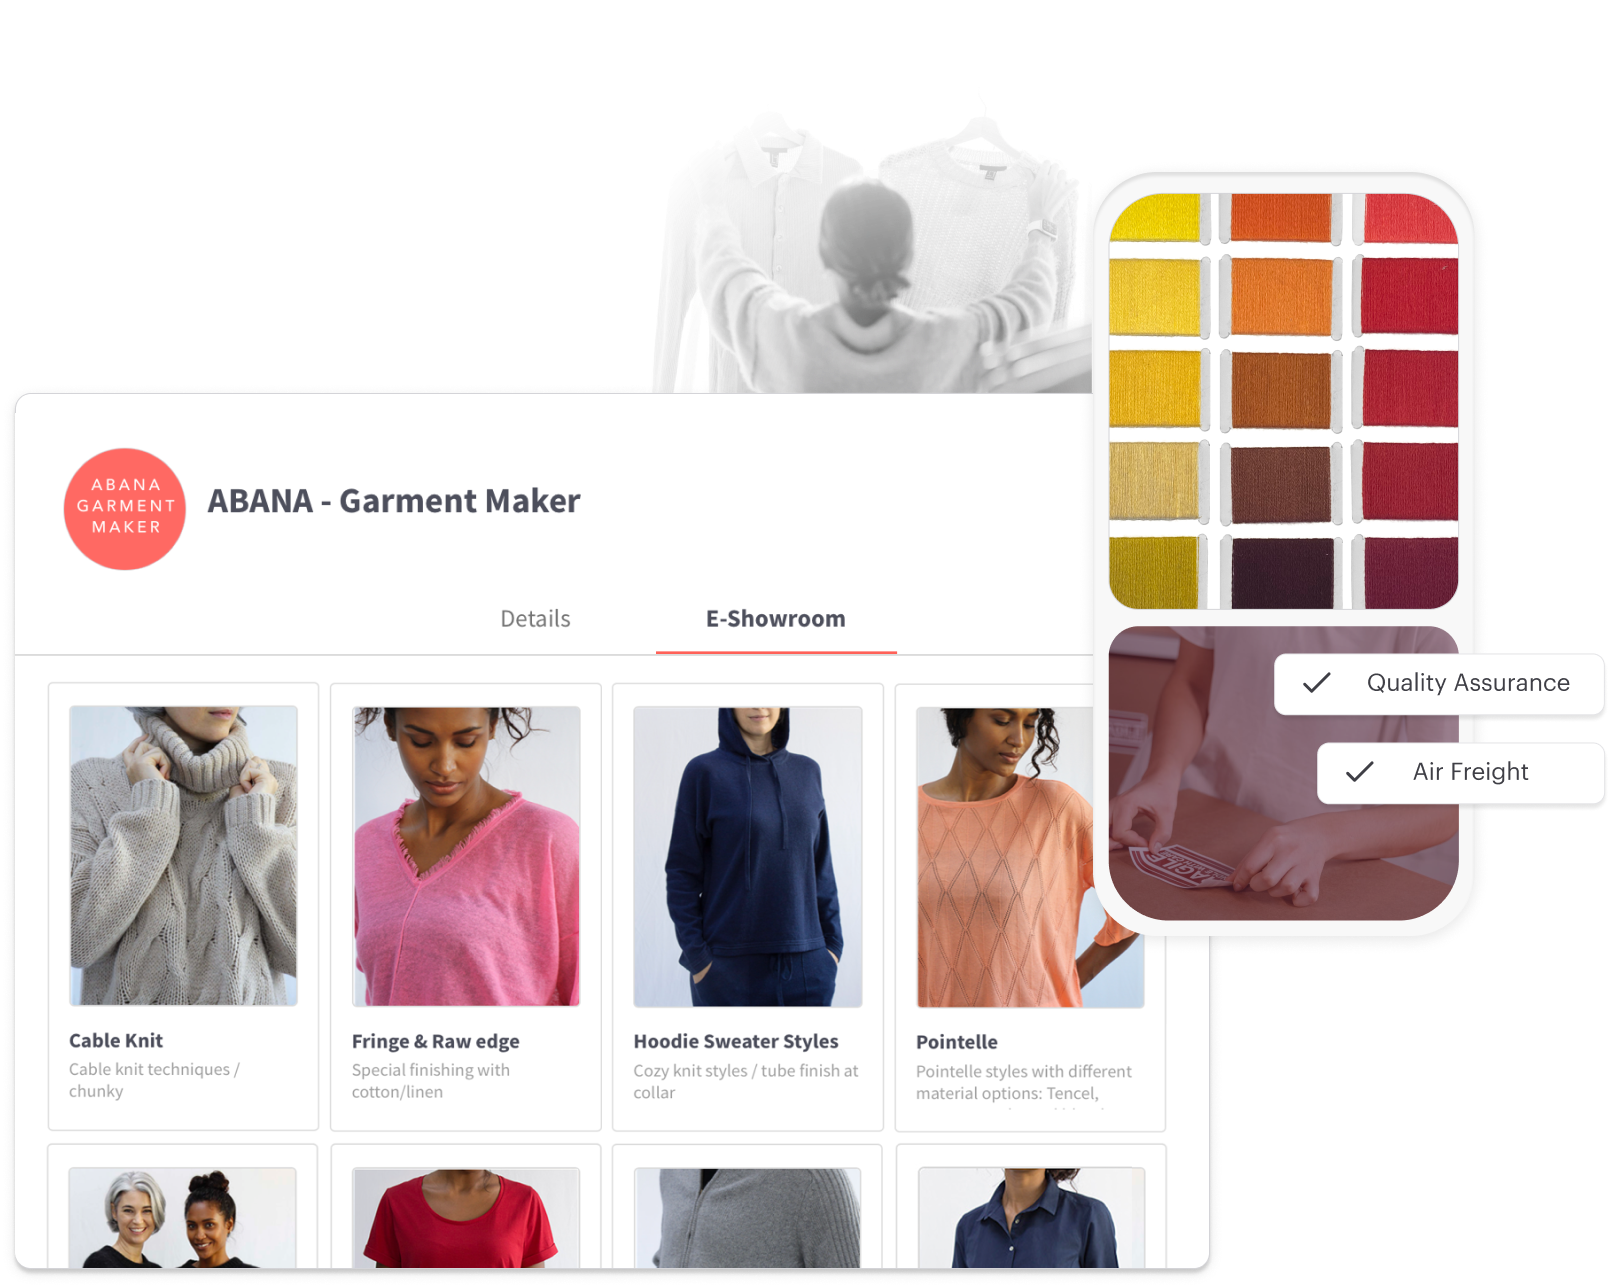 ABANA
GARMENT
MAKER
ABANA - Garment Maker
Details
E-Showroom
Quality Assurance
Air Freight
AGILE
Cable Knit
Cable knit techniques /
chunky
Fringe & Raw edge
Special finishing with
cotton/linen
Hoodie Sweater Styles
Cozy knit styles / tube finish at
collar
Pointelle
Pointelle styles with different
material options: Tencel,